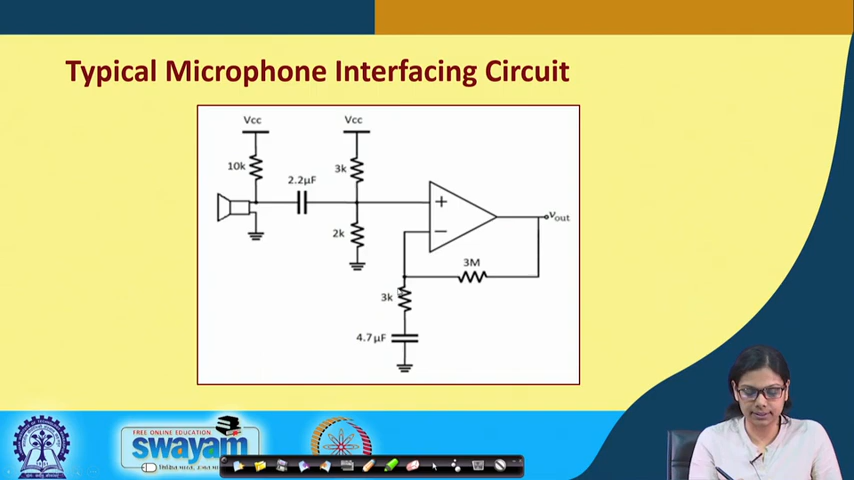 Typical Microphone Interfacing Circuit
Vcc
Vcc
10k
3k
2.2μF
+
2k
−
vout
3M
3k
4.7μF
FREE ONLINE EDUCATION
swayam